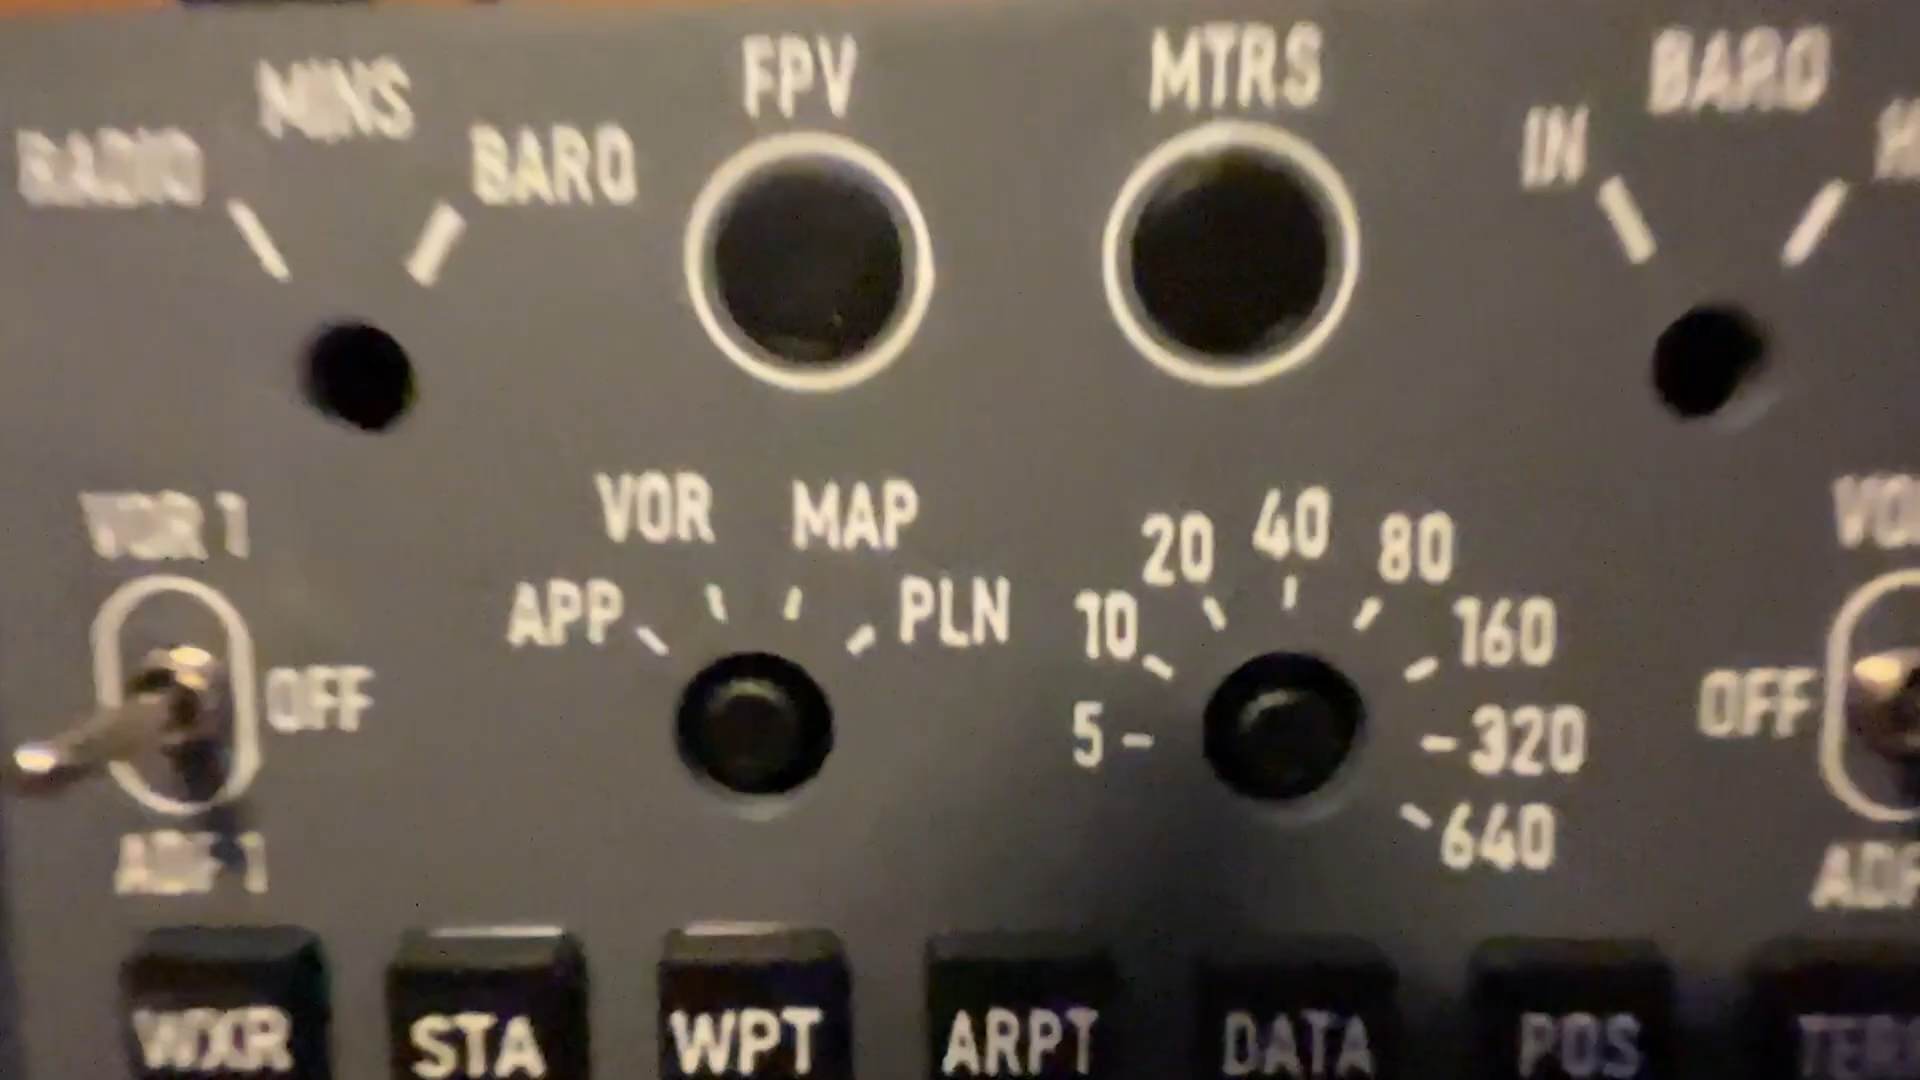 MINS
RADIO
BARO
FPV
MTRS
BARO
IN
VOR 1
OFF
ADF 1
VOR
MAP
APP
PLN
5
10
20
40
80
160
320
640
OFF
WXR
STA
WPT
ARPT
DATA
POS